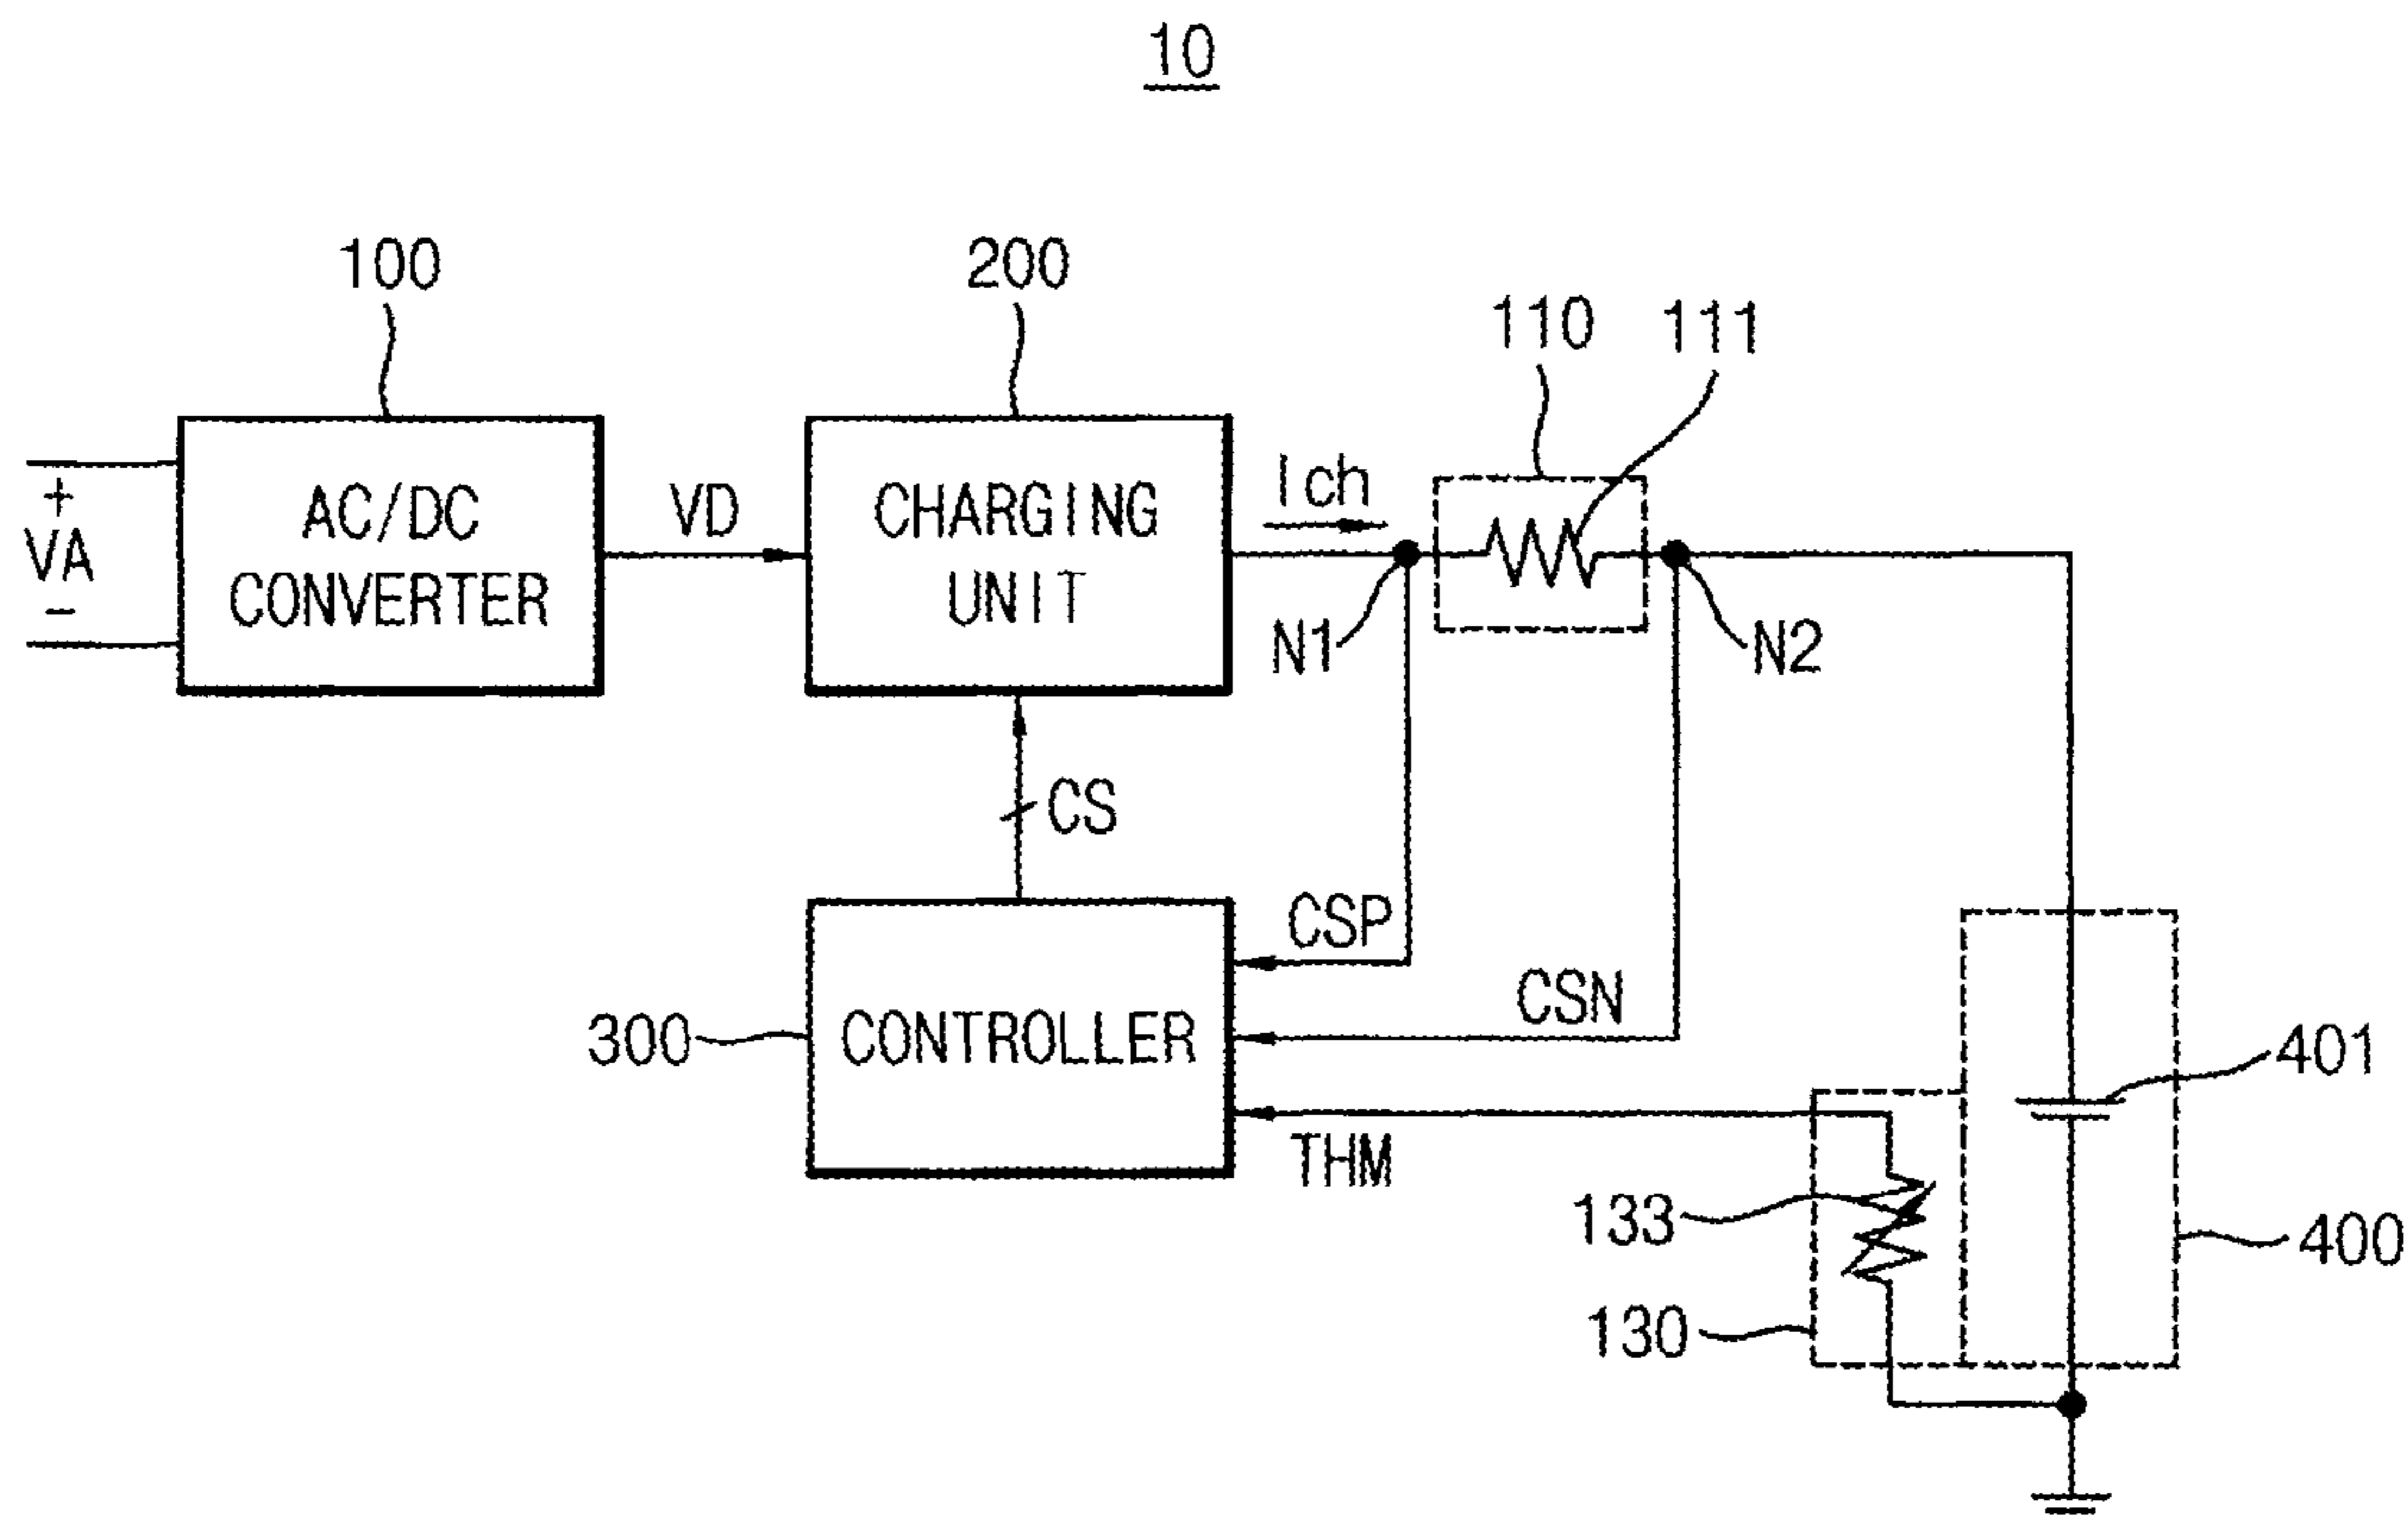 10
100
200
110
111
+
VA
−
AC/DC
CONVERTER
VD
CHARGING
UNIT
Ich
N1
N2
CS
CSP
CSN
300
CONTROLLER
THM
401
133
400
130